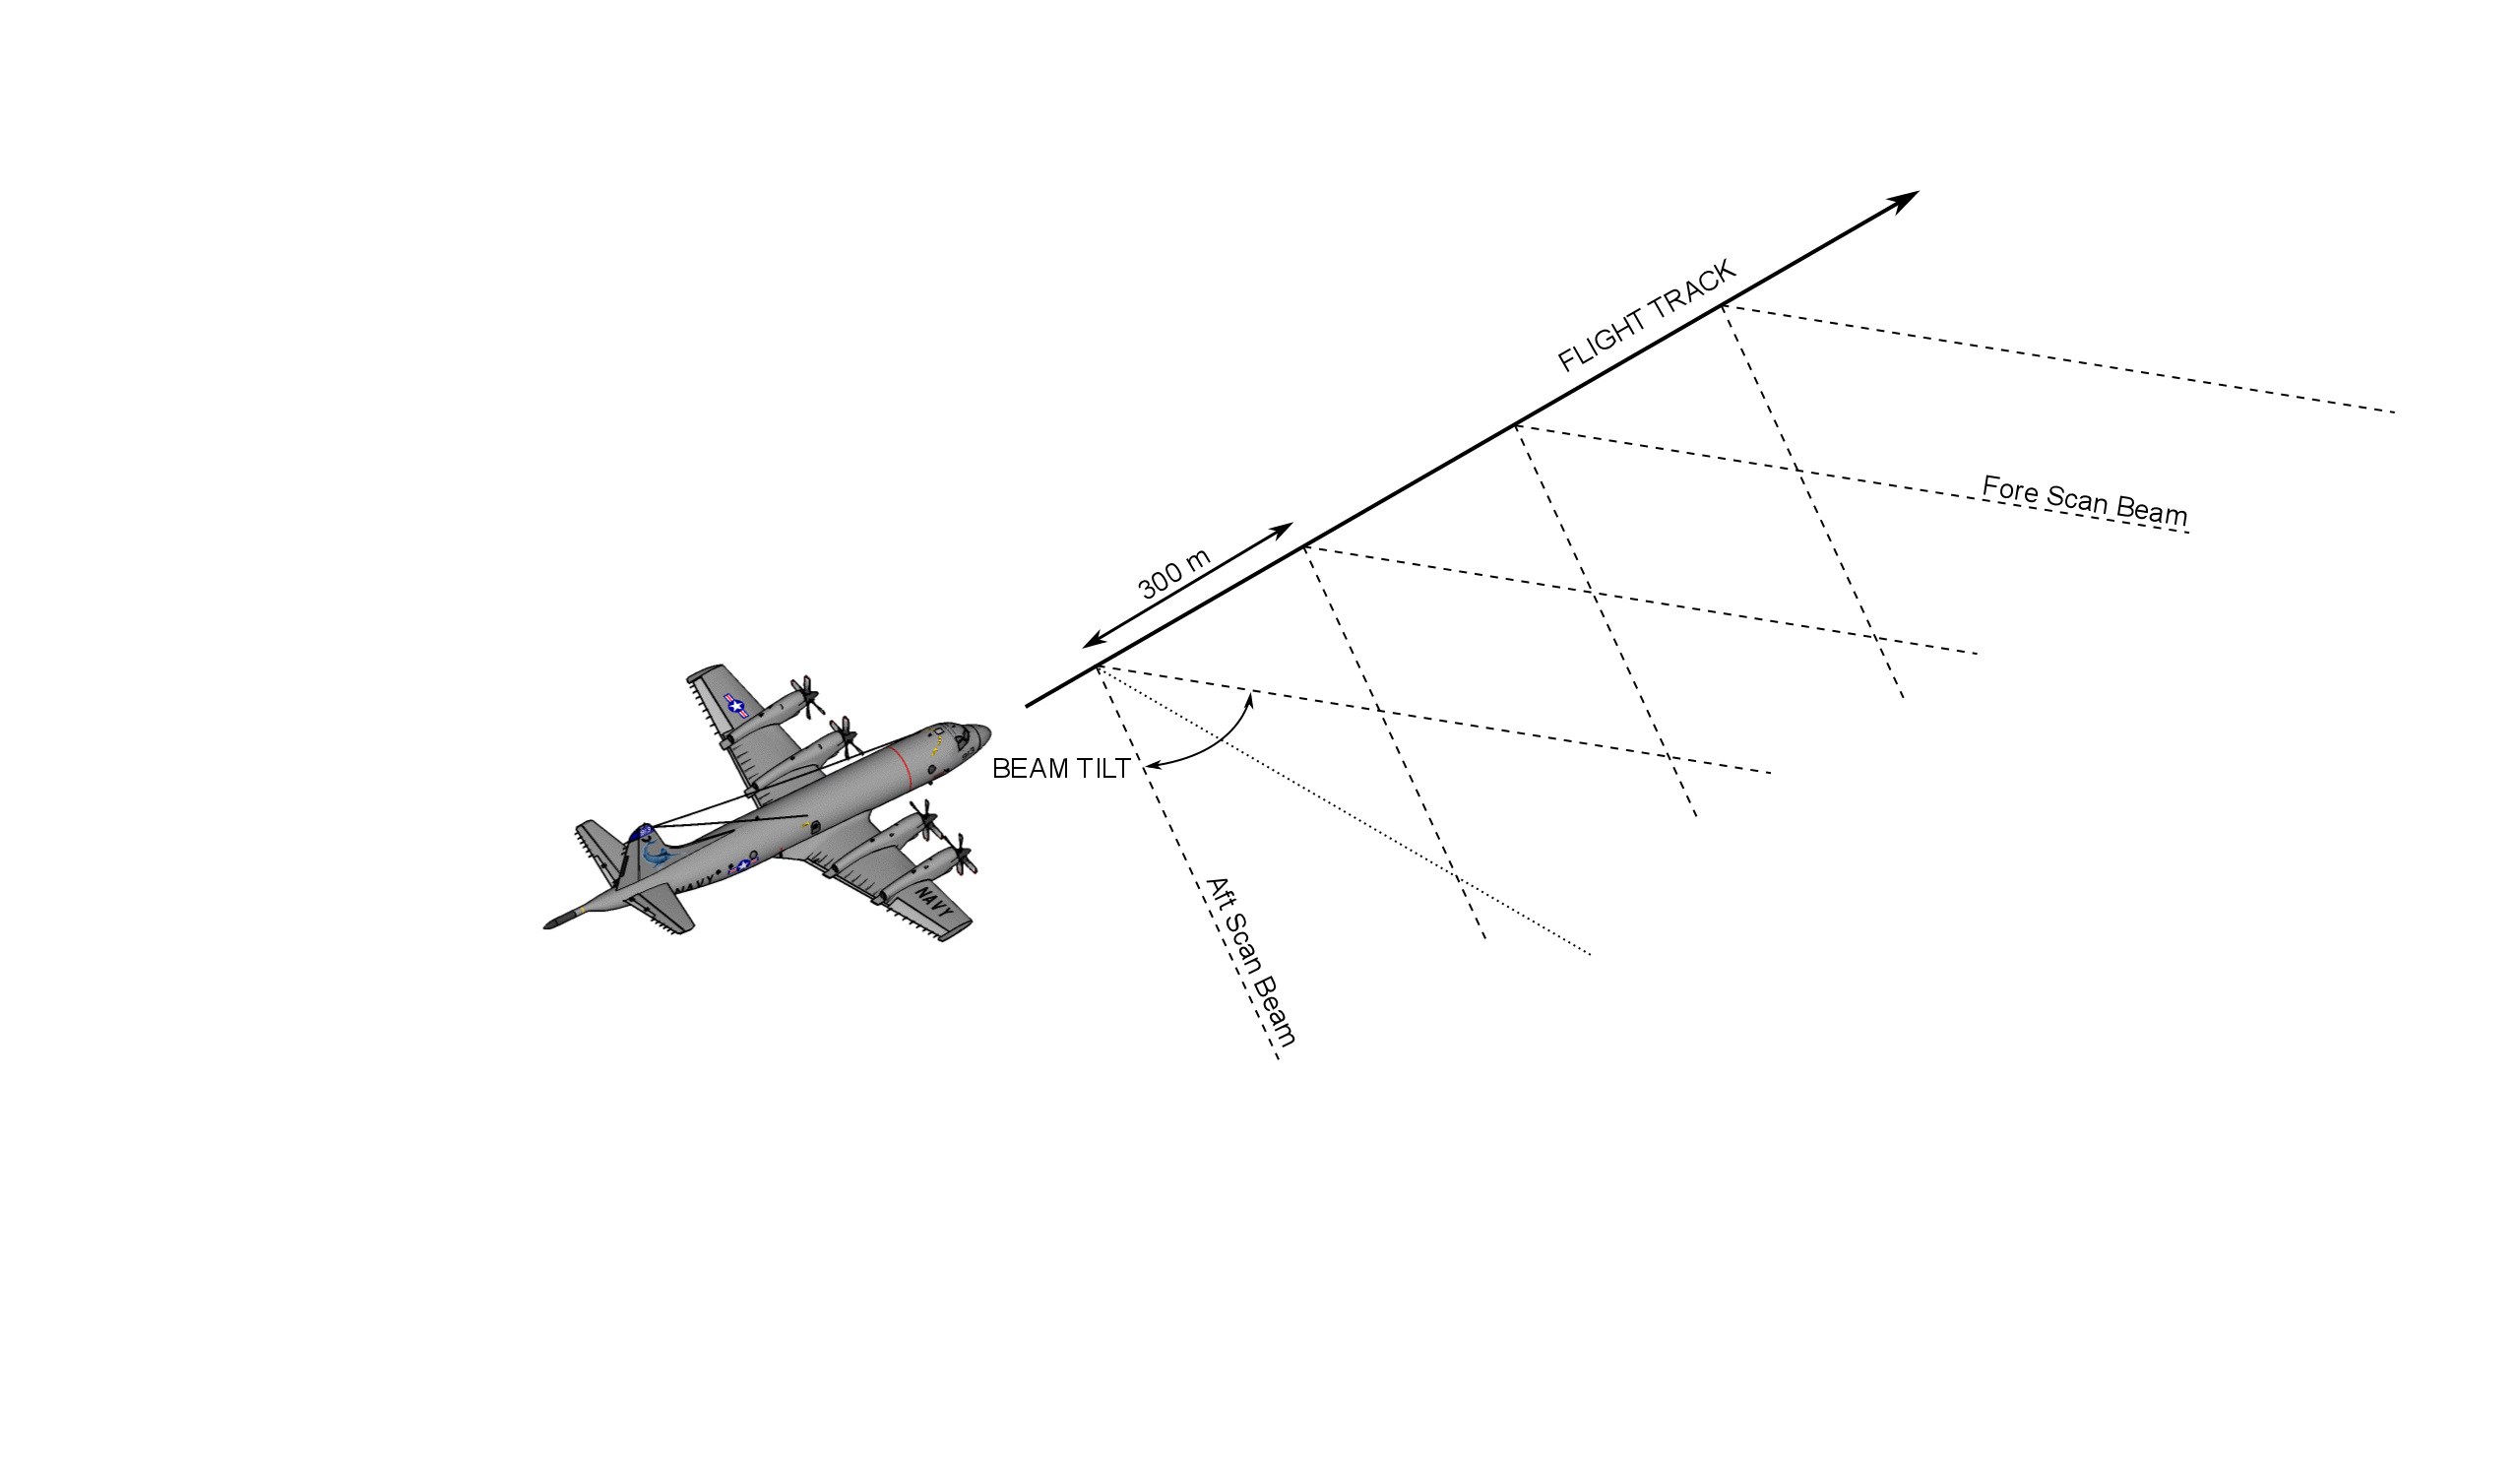 FLIGHT TRACK
Fore Scan Beam
300 m
BEAM TILT
Aft Scan Beam
NAVY
NAVY